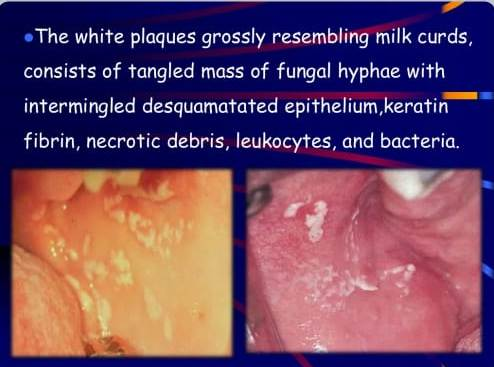 ●The white plaques grossly resembling milk curds,
consists of tangled mass of fungal hyphae with
intermingled desquamatated epithelium,keratin
fibrin, necrotic debris, leukocytes, and bacteria.